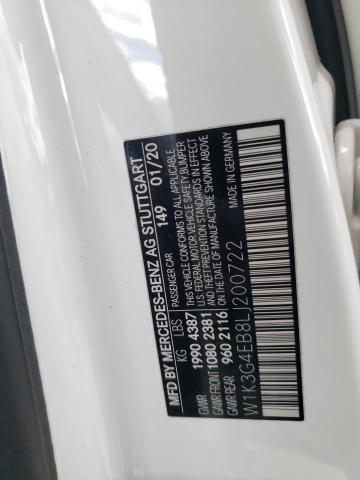 MFD BY MERCEDES-BENZ AG STUTTGART
PASSENGER CAR 149 01/20
KG LBS THIS VEHICLE CONFORMS TO ALL APPLICABLE
GVWR 1990 4387 U.S. FEDERAL MOTOR VEHICLE SAFETY BUMPER
GAWR FRONT 1080 2381 AND THEFT PREVENTION STANDARDS IN EFFECT
GAWR REAR 960 2116 ON DATE OF MANUFACTURE SHOWN ABOVE
MADE IN GERMANY
W1K3G4EB8LJ200722